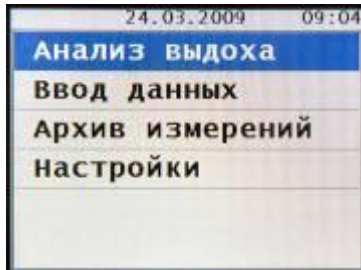 24.03.2009 09:04
Анализ выдоха
Ввод данных
Архив измерений
Настройки